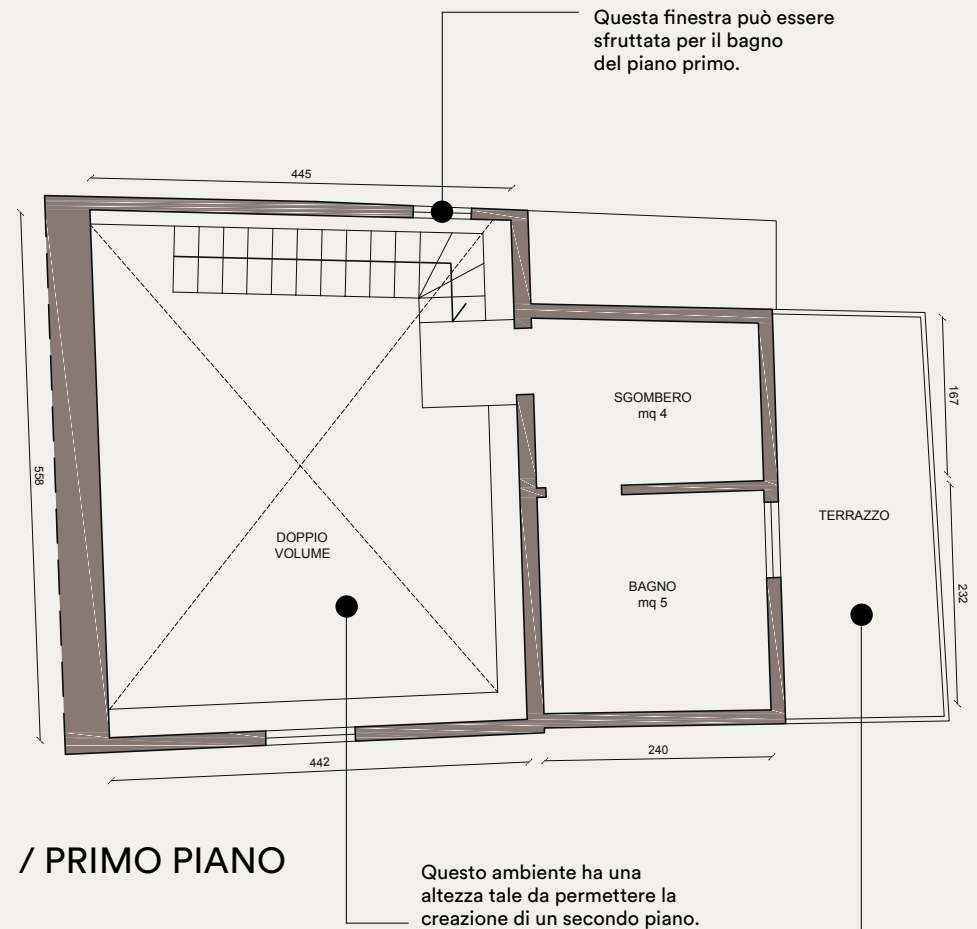 Questa finestra può essere
sfruttata per il bagno
del piano primo.
445
558
SGOMBERO
mq 4
167
TERRAZZO
DOPPIO
VOLUME
BAGNO
mq 5
232
442
240
/ PRIMO PIANO
Questo ambiente ha una
altezza tale da permettere la
creazione di un secondo piano.